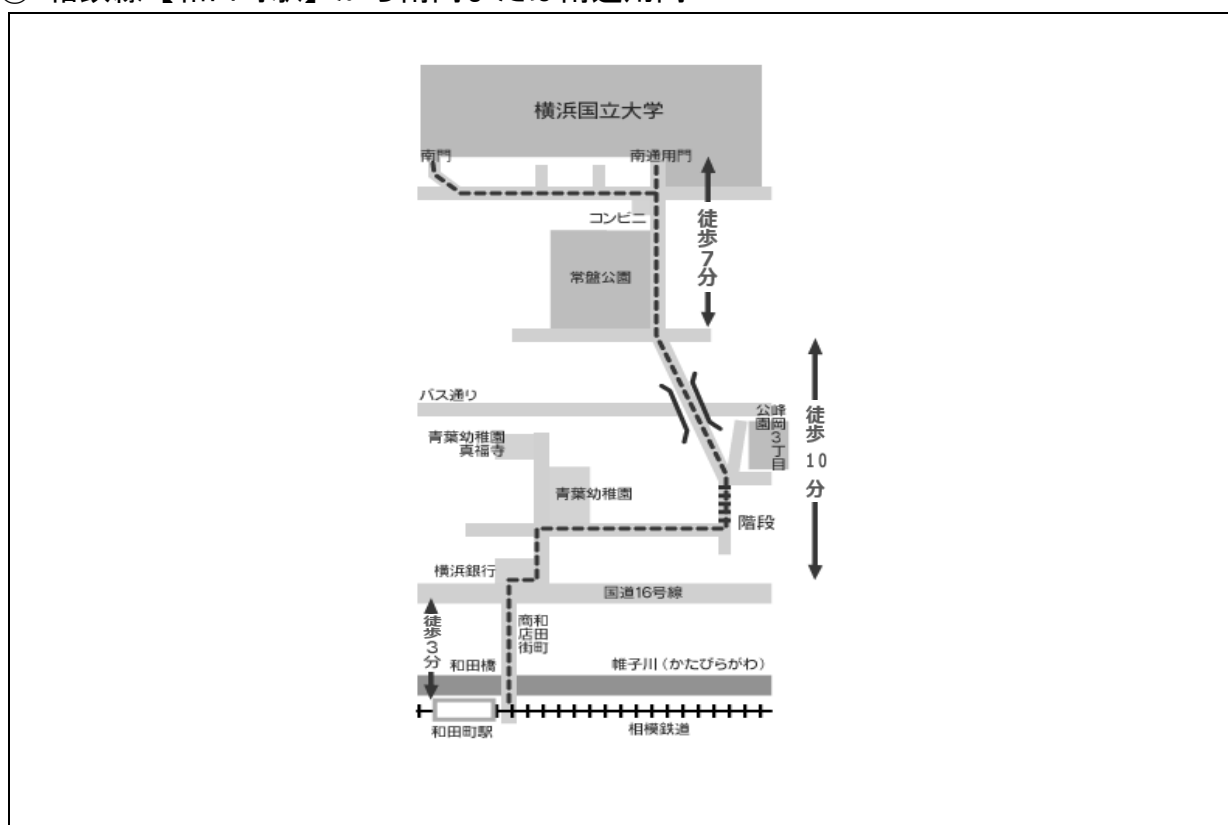 横浜国立大学
南門
南通用門
コンビニ
徒歩7分
常盤公園
バス通り
峰岡3丁目
公園
青葉幼稚園
真福寺
徒歩10分
青葉幼稚園
階段
横浜銀行
国道16号線
徒歩3分
和田町
商店街
和田橋
帷子川（かたびらがわ）
和田町駅
相模鉄道